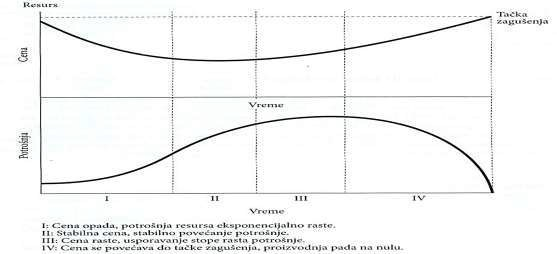 Resurs
Tačka
zagušenja
Cena
Vreme
Potrošnja
I II III IV
Vreme
I: Cena opada, potrošnja resursa eksponencijalno raste.
II: Stabilna cena, stabilno povećanje potrošnje.
III: Cena raste, usporavanje stope rasta potrošnje.
IV: Cena se povećava do tačke zagušenja, proizvodnja pada na nulu.